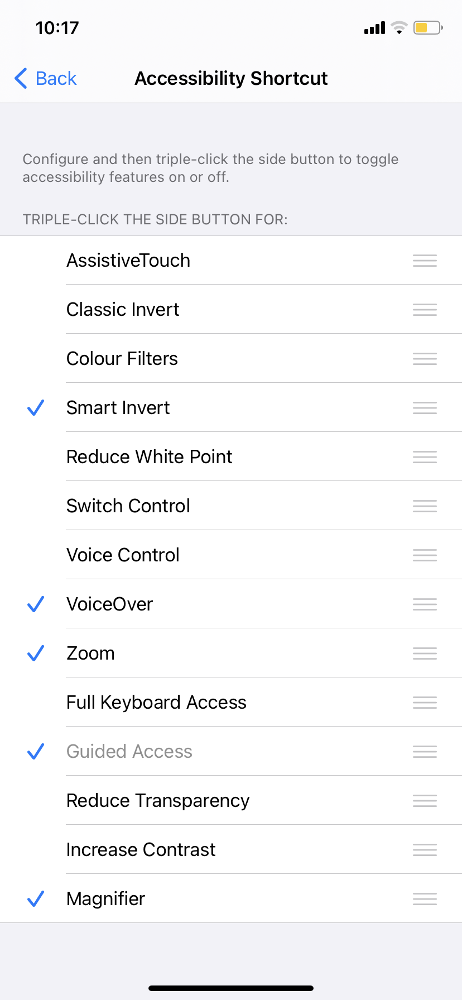 10:17
Back
Accessibility Shortcut
Configure and then triple-click the side button to toggle
accessibility features on or off.
TRIPLE-CLICK THE SIDE BUTTON FOR:
AssistiveTouch
Classic Invert
Colour Filters
Smart Invert
Reduce White Point
Switch Control
Voice Control
VoiceOver
Zoom
Full Keyboard Access
Guided Access
Reduce Transparency
Increase Contrast
Magnifier